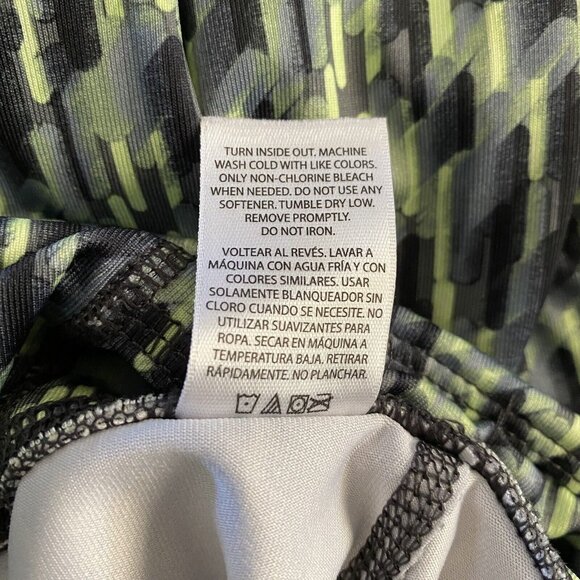 TURN INSIDE OUT, MACHINE
WASH COLD WITH LIKE COLORS.
ONLY NON-CHLORINE BLEACH
WHEN NEEDED. DO NOT USE ANY
SOFTENER. TUMBLE DRY LOW.
REMOVE PROMPTLY.
DO NOT IRON.
VOLTEAR AL REVÉS. LAVAR A
MÁQUINA CON AGUA FRÍA Y CON
COLORES SIMILARES. USAR
SOLAMENTE BLANQUEADOR SIN
CLORO CUANDO SE NECESITE. NO
UTILIZAR SUAVIZANTES PARA
ROPA. SECAR EN MÁQUINA A
TEMPERATURA BAJA. RETIRAR
RÁPIDAMENTE. NO PLANCHAR.